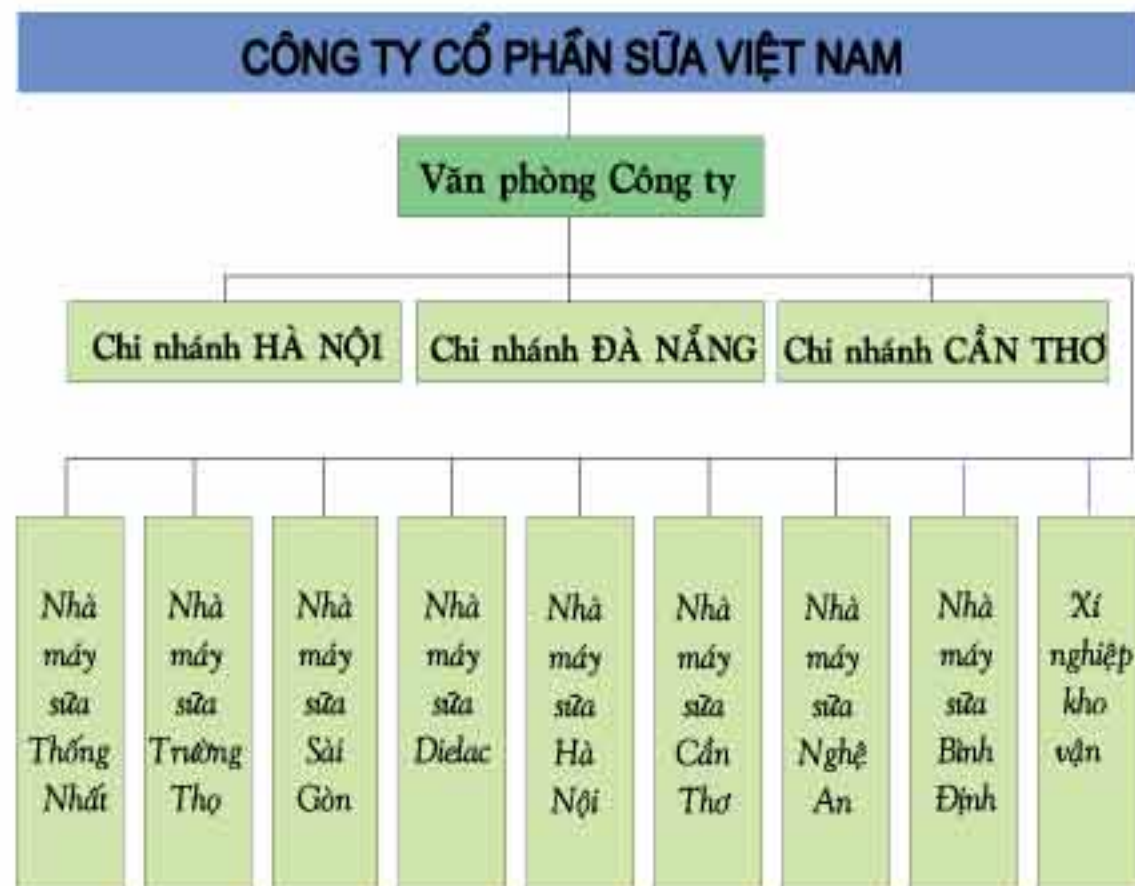 CÔNG TY CỔ PHẦN SỮA VIỆT NAM
Văn phòng Công ty
Chi nhánh HÀ NỘI
Chi nhánh ĐÀ NẴNG
Chi nhánh CẦN THƠ
Nhà
máy
sữa
Thống
Nhất
Nhà
máy
sữa
Trường
Thọ
Nhà
máy
sữa
Sài
Gòn
Nhà
máy
sữa
Dielac
Nhà
máy
sữa
Hà
Nội
Nhà
máy
sữa
Cần
Thơ
Nhà
máy
sữa
Nghệ
An
Nhà
máy
sữa
Bình
Định
Xí
nghiệp
kho
vận